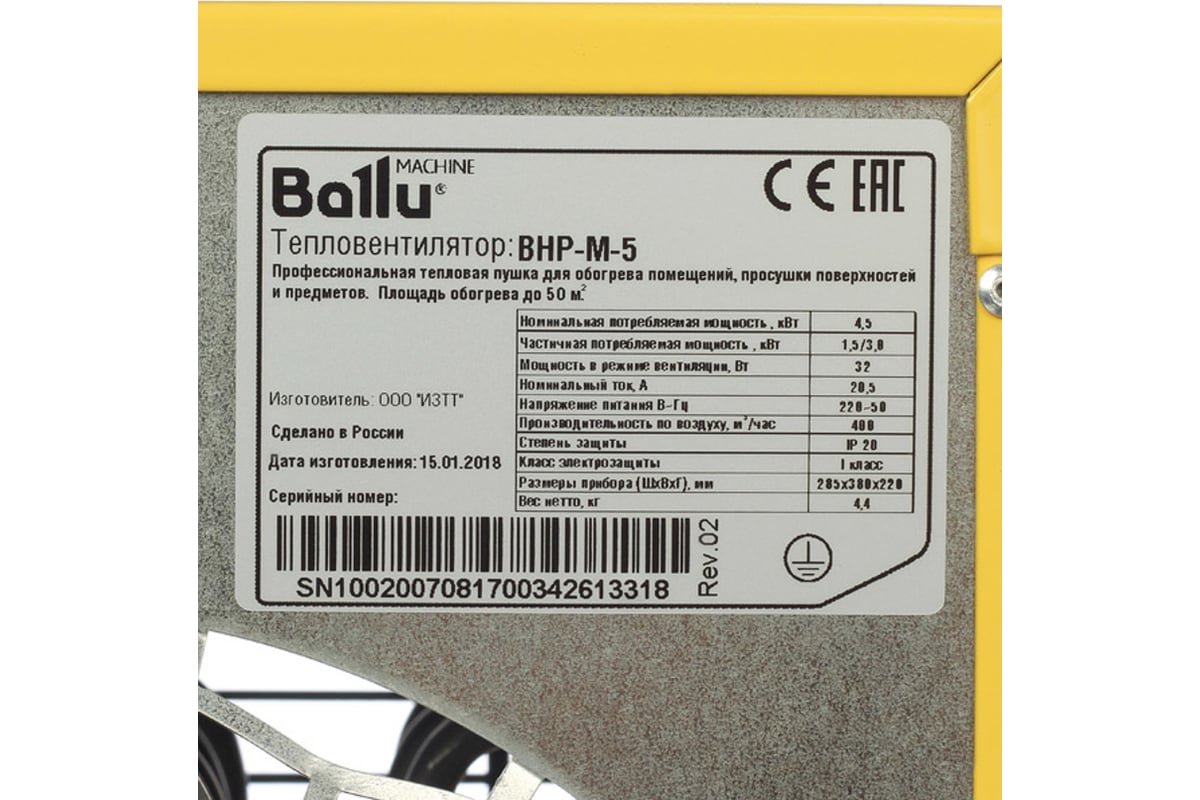 Ballu® MACHINE
CE EAC
Тепловентилятор: BHP-M-5
Профессиональная тепловая пушка для обогрева помещений, просушки поверхностей
и предметов. Площадь обогрева до 50 м²
Номинальная потребляемая мощность , кВт 4,5
Частичная потребляемая мощность , кВт 1,5/3,0
Мощность в режиме вентиляции, Вт 32
Номинальный ток, А 20,5
Напряжение питания В~Гц 220~50
Производительность по воздуху, м³/час 400
Степень защиты IP 20
Класс электрозащиты I класс
Размеры прибора (ШхВхГ), мм 285x380x220
Вес нетто, кг 4,4
Изготовитель: ООО "ИЗТТ"
Сделано в России
Дата изготовления: 15.01.2018
Серийный номер:
SN1002007081700342613318
Rev.02